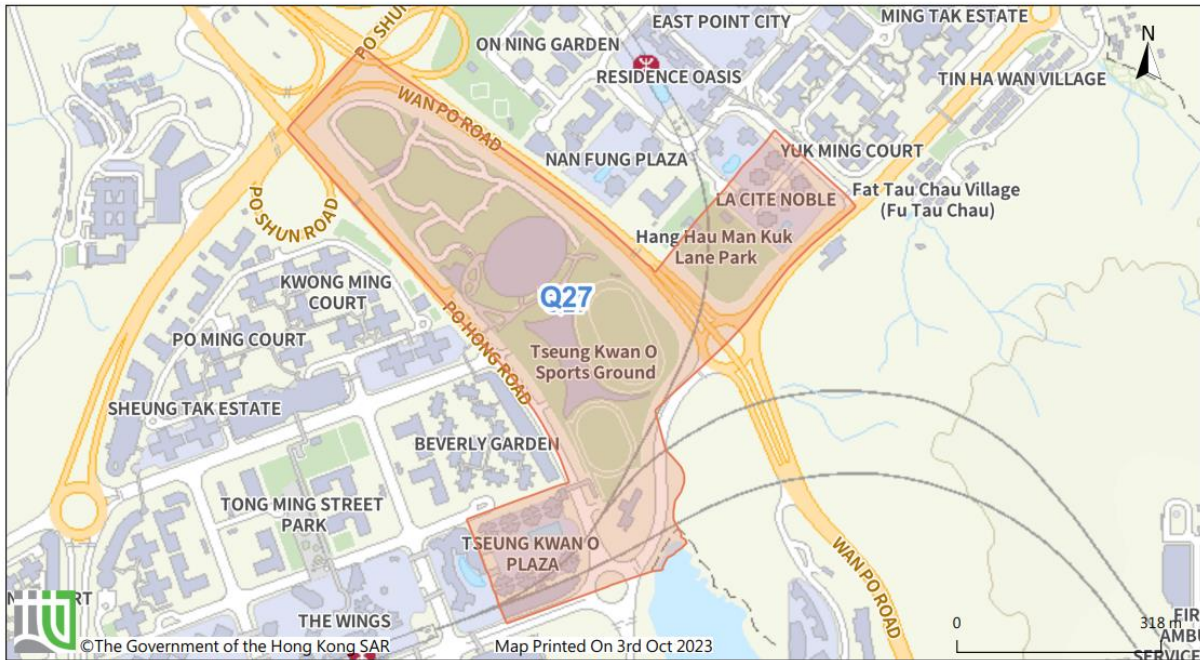 PO SHUN
EAST POINT CITY
MING TAK ESTATE
ON NING GARDEN
N
RESIDENCE OASIS
TIN HA WAN VILLAGE
WAN PO ROAD
NAN FUNG PLAZA
YUK MING COURT
PO SHUN ROAD
LA CITE NOBLE
Fat Tau Chau Village
(Fu Tau Chau)
Hang Hau Man Kuk
Lane Park
KWONG MING
COURT
Q27
PO MING COURT
PO HONG ROAD
Tseung Kwan O
Sports Ground
SHEUNG TAK ESTATE
BEVERLY GARDEN
TONG MING STREET
PARK
TSEUNG KWAN O
PLAZA
WAN PO ROAD
THE WINGS
0
318 m
©The Government of the Hong Kong SAR
Map Printed On 3rd Oct 2023
SERVICE